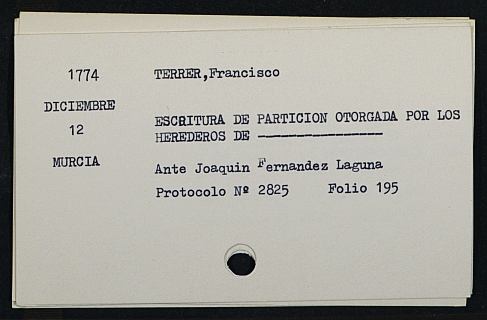 1774 TERRER,Francisco
DICIEMBRE
12 ESCRITURA DE PARTICION OTORGADA POR LOS
HEREDEROS DE ----------------
MURCIA Ante Joaquin Fernandez Laguna
Protocolo Nº 2825 Folio 195